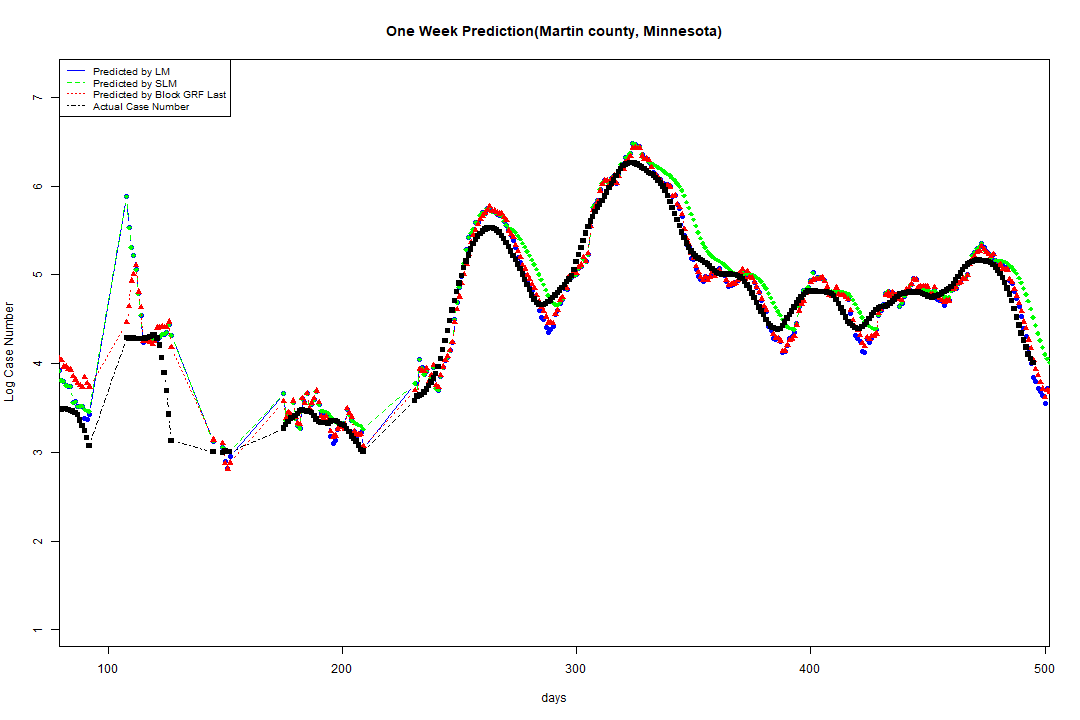 One Week Prediction(Martin county, Minnesota)
Predicted by LM
Predicted by SLM
Predicted by Block GRF Last
Actual Case Number
7
6
5
4
3
2
1
Log Case Number
100 200 300 400 500
days